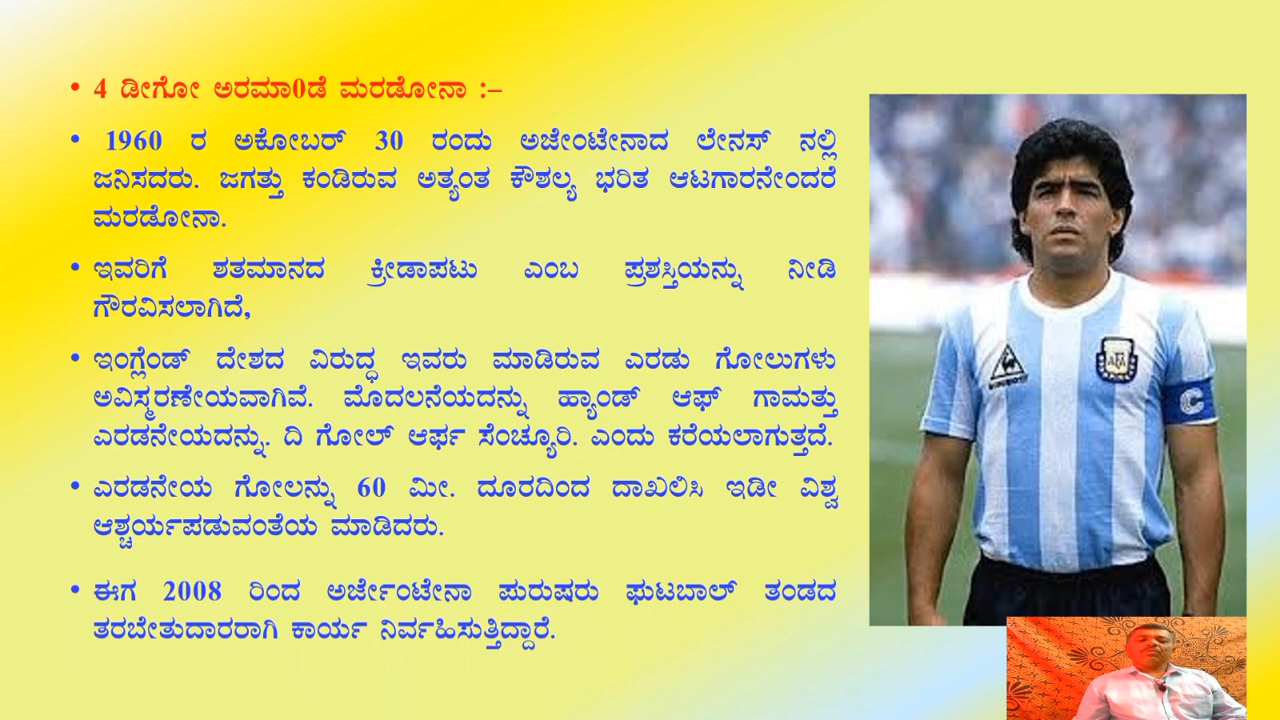 • 4 ಡೀಗೋ ಅರಮಾ0ಡೆ ಮರಡೋನಾ :–
• 1960 ರ ಅಕೋಬರ್ 30 ರಂದು ಅಜೇಂಟೇನಾದ ಲೇನಸ್ ನಲ್ಲಿ
ಜನಿಸದರು. ಜಗತ್ತು ಕಂಡಿರುವ ಅತ್ಯಂತ ಕೌಶಲ್ಯ ಭರಿತ ಆಟಗಾರನೇಂದರೆ
ಮರಡೋನಾ.
• ಇವರಿಗೆ ಶತಮಾನದ ಕ್ರೀಡಾಪಟು ಎಂಬ ಪ್ರಶಸ್ತಿಯನ್ನು ನೀಡಿ
ಗೌರವಿಸಲಾಗಿದೆ,
• ಇಂಗ್ಲೆಂಡ್ ದೇಶದ ವಿರುದ್ಧ ಇವರು ಮಾಡಿರುವ ಎರಡು ಗೋಲುಗಳು
ಅವಿಸ್ಮರಣೇಯವಾಗಿವೆ. ಮೊದಲನೆಯದನ್ನು ಹ್ಯಾಂಡ್ ಆಫ್ ಗಾಮತ್ತು
ಎರಡನೇಯದನ್ನು. ದಿ ಗೋಲ್ ಆರ್ಫ ಸೆಂಚ್ಯೂರಿ. ಎಂದು ಕರೆಯಲಾಗುತ್ತದೆ.
• ಎರಡನೇಯ ಗೋಲನ್ನು 60 ಮೀ. ದೂರದಿಂದ ದಾಖಲಿಸಿ ಇಡೀ ವಿಶ್ವ
ಆಶ್ಚರ್ಯಪಡುವಂತೆಯ ಮಾಡಿದರು.
• ಈಗ 2008 ರಿಂದ ಅರ್ಜೇಂಟೇನಾ ಪುರುಷರು ಫುಟಬಾಲ್ ತಂಡದ
ತರಬೇತುದಾರರಾಗಿ ಕಾರ್ಯ ನಿರ್ವಹಿಸುತ್ತಿದ್ದಾರೆ.
AFA
C